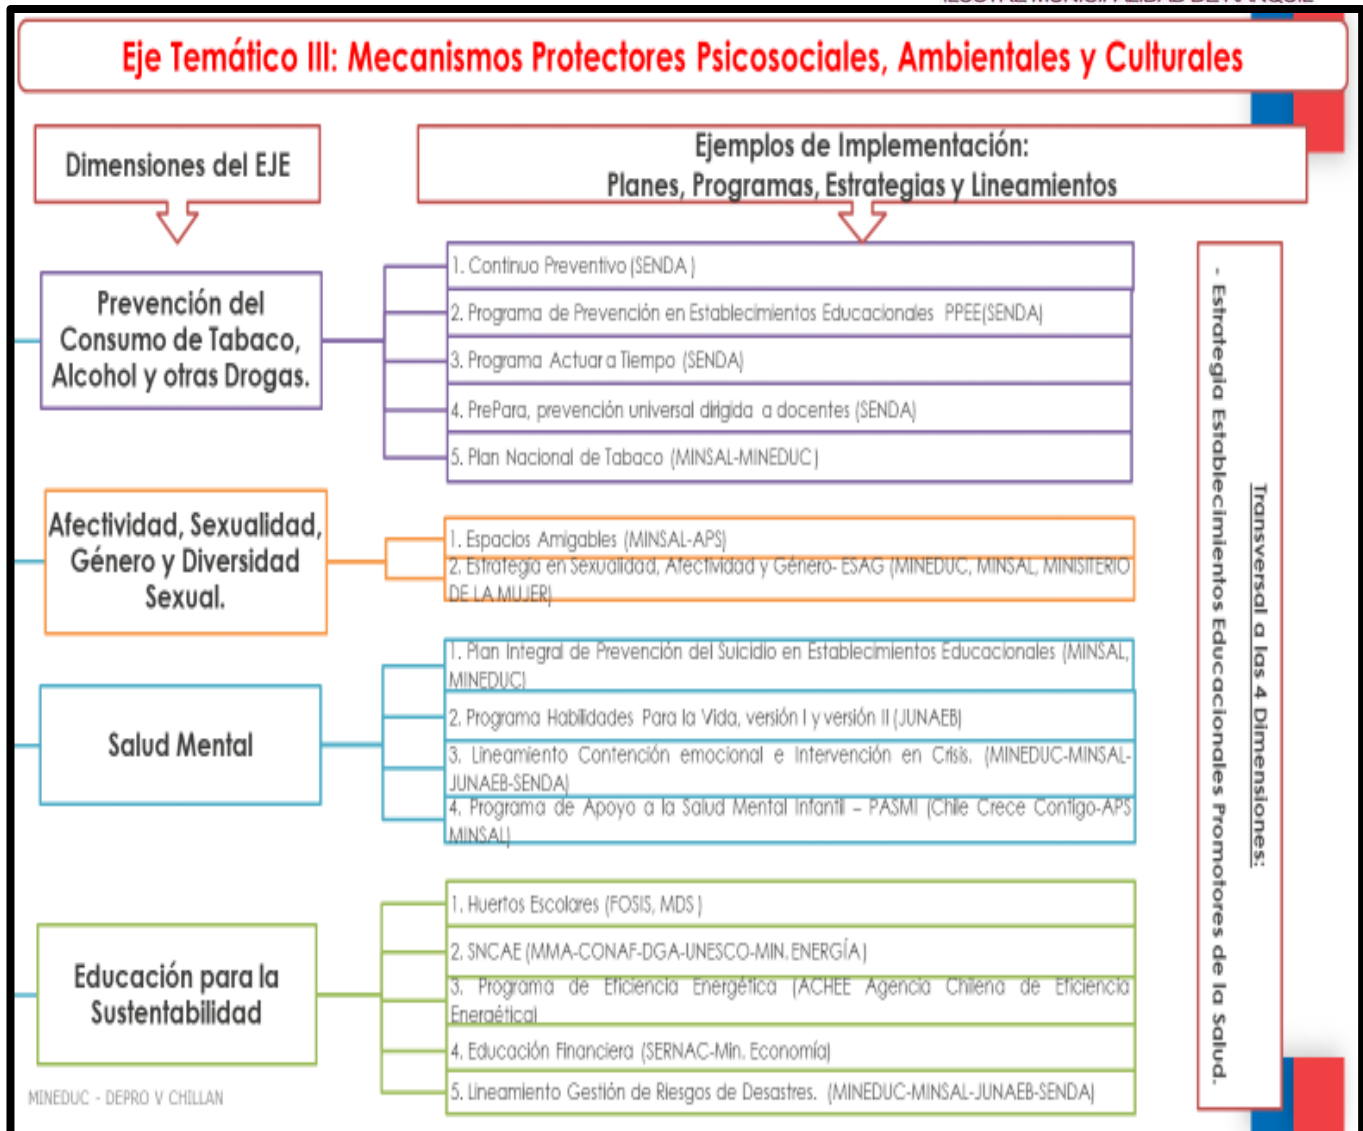 Eje Temático III: Mecanismos Protectores Psicosociales, Ambientales y Culturales
Dimensiones del EJE
Ejemplos de Implementación:
Planes, Programas, Estrategias y Lineamientos
Prevención del
Consumo de Tabaco,
Alcohol y otras Drogas.
1. Continuo Preventivo (SENDA)
2. Programa de Prevención en Establecimientos Educacionales PPEE(SENDA)
3. Programa Actuar a Tiempo (SENDA)
4. PrePara, prevención universal dirigida a docentes (SENDA)
5. Plan Nacional de Tabaco (MINSAL-MINEDUC)
Afectividad, Sexualidad,
Género y Diversidad
Sexual.
1. Espacios Amigables (MINSAL-APS)
2. Estrategia en Sexualidad, Afectividad y Género- ESAG (MINEDUC, MINSAL, MINISITERIO
DE LA MUJER)
Salud Mental
1. Plan Integral de Prevención del Suicidio en Establecimientos Educacionales (MINSAL,
MINEDUC)
2. Programa Habilidades Para la Vida, versión I y versión II (JUNAEB)
3. Lineamiento Contención emocional e Intervención en Crisis. (MINEDUC-MINSAL-
JUNAEB-SENDA)
4. Programa de Apoyo a la Salud Mental Infantil – PASMI (Chile Crece Contigo-APS
MINSAL)
Educación para la
Sustentabilidad
1. Huertos Escolares (FOSIS, MDS)
2. SNCAE (MMA-CONAF-DGA-UNESCO-MIN. ENERGÍA)
3. Programa de Eficiencia Energética (ACHEE Agencia Chilena de Eficiencia
Energética)
4. Educación Financiera (SERNAC-Min. Economía)
5. Lineamiento Gestión de Riesgos de Desastres. (MINEDUC-MINSAL-JUNAEB-SENDA)
Transversal a las 4 Dimensiones:
- Estrategia Establecimientos Educacionales Promotores de la Salud.
MINEDUC - DEPRO V CHILLAN